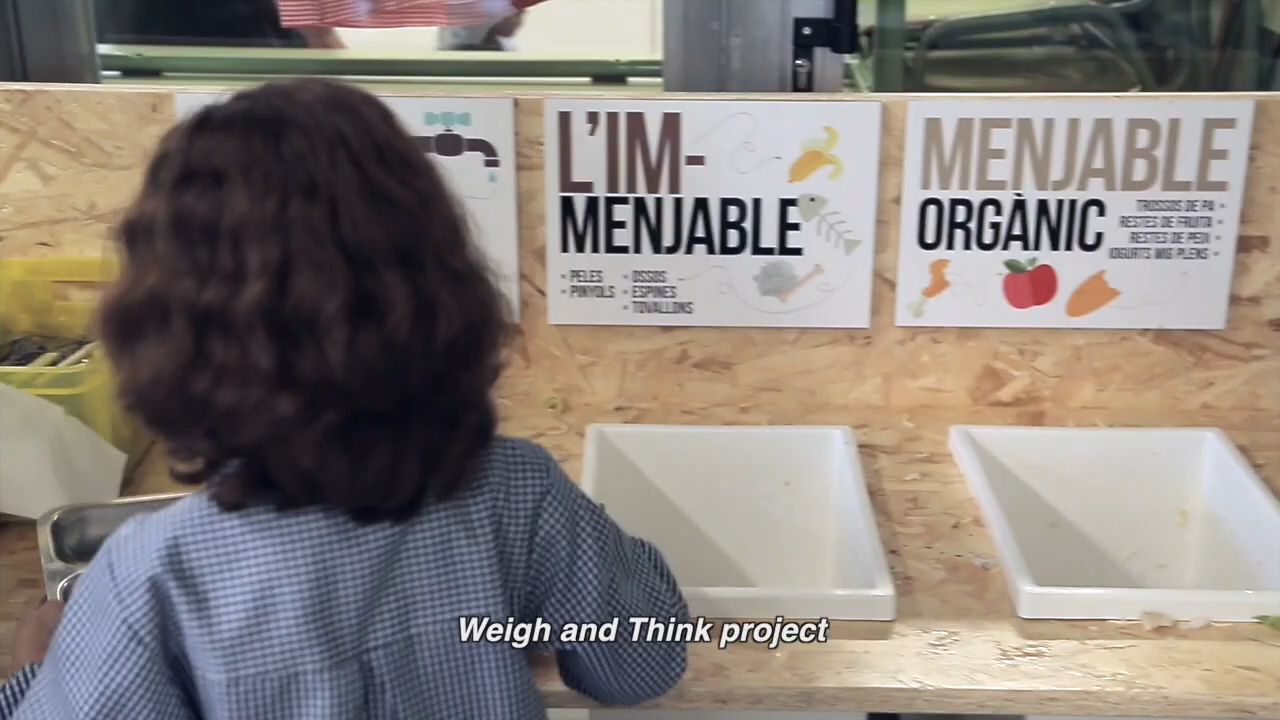 L'IM-
MENJABLE
• PELES
• PINYOLS
• OSSOS
• ESPINES
• TOVALLONS
MENJABLE
ORGÀNIC
TROSSOS DE PA •
RESTES DE FRUITA •
RESTES DE PEIX •
IOGURTS MIG PLENS •
Weigh and Think project